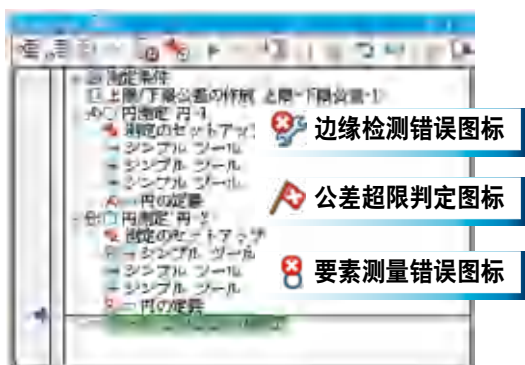 測定条件
上限/下限公差の作成 上限-下限公差-1
円測定 円-1
測定のセットアップ
シンプル ツール
シンプル ツール
シンプル ツール
円の定義
円測定 円-2
測定のセットアップ
シンプル ツール
シンプル ツール
シンプル ツール
円の定義
边缘检测错误图标
公差超限判定图标
要素测量错误图标